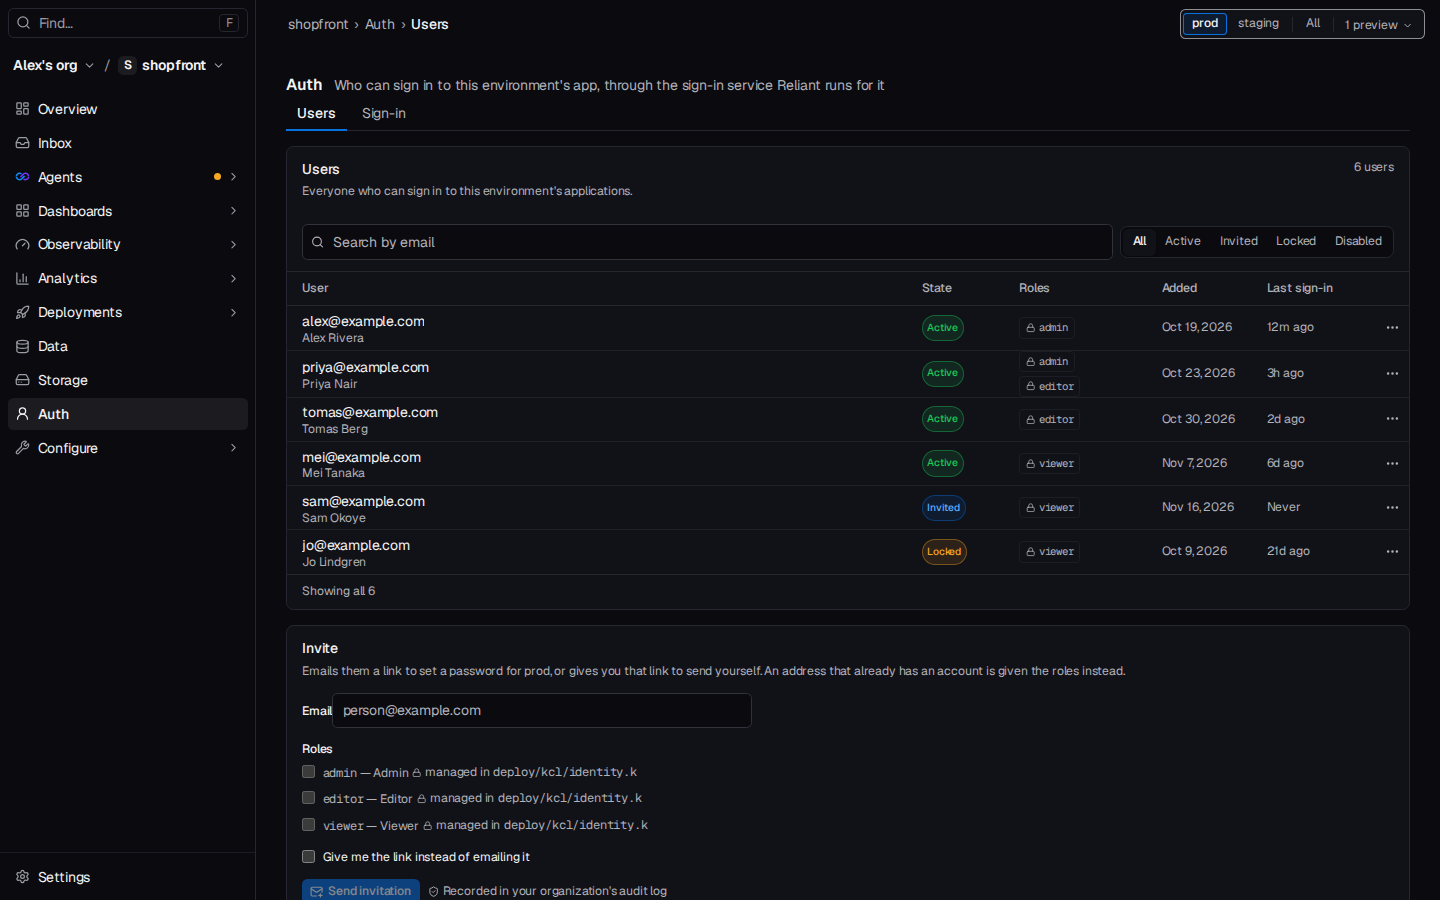 Find... F
shopfront › Auth › Users
prod staging All 1 preview
Alex's org / S shopfront
Overview
Inbox
Agents
Dashboards
Observability
Analytics
Deployments
Data
Storage
Auth
Configure
Settings
Auth Who can sign in to this environment's app, through the sign-in service Reliant runs for it
Users Sign-in
Users 6 users
Everyone who can sign in to this environment's applications.
Search by email All Active Invited Locked Disabled
User State Roles Added Last sign-in
alex@example.com
Alex Rivera
Active admin Oct 19, 2026 12m ago
priya@example.com
Priya Nair
Active admin editor Oct 23, 2026 3h ago
tomas@example.com
Tomas Berg
Active editor Oct 30, 2026 2d ago
mei@example.com
Mei Tanaka
Active viewer Nov 7, 2026 6d ago
sam@example.com
Sam Okoye
Invited viewer Nov 16, 2026 Never
jo@example.com
Jo Lindgren
Locked viewer Oct 9, 2026 21d ago
Showing all 6
Invite
Emails them a link to set a password for prod, or gives you that link to send yourself. An address that already has an account is given the roles instead.
Email person@example.com
Roles
admin — Admin managed in deploy/kcl/identity.k
editor — Editor managed in deploy/kcl/identity.k
viewer — Viewer managed in deploy/kcl/identity.k
Give me the link instead of emailing it
Send invitation Recorded in your organization's audit log